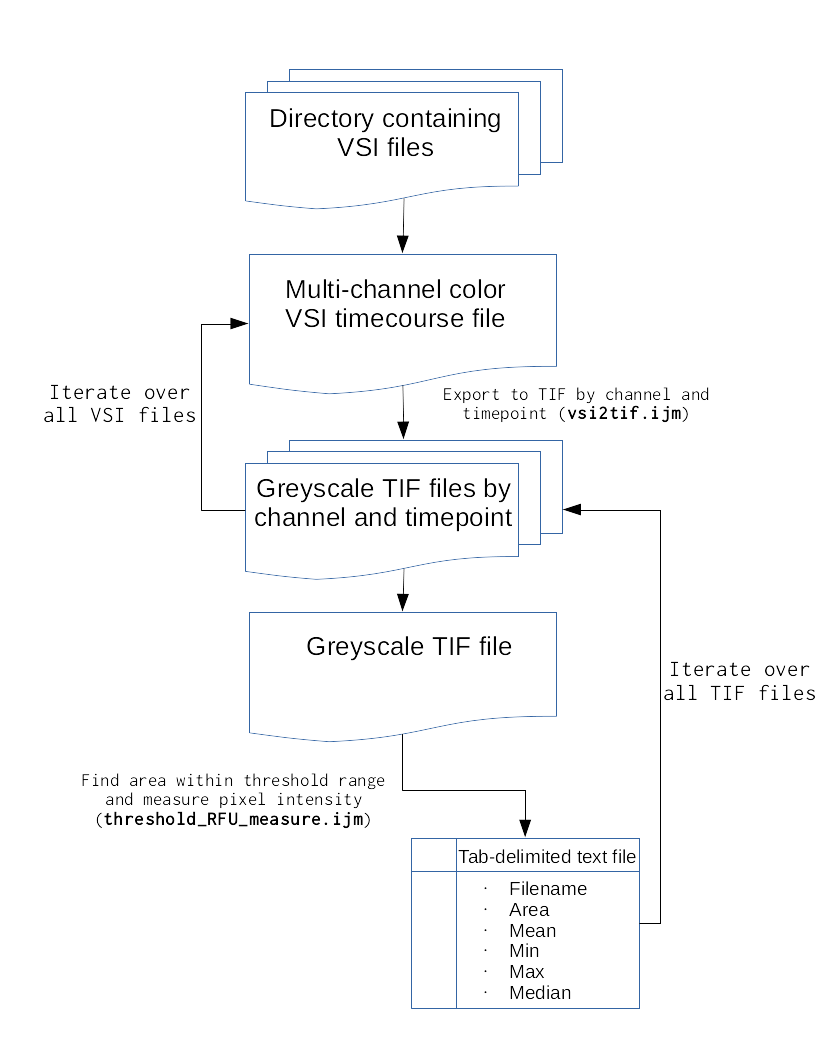 Directory containing
VSI files
Multi-channel color
VSI timecourse file
Iterate over
all VSI files
Export to TIF by channel and
timepoint (vsi2tif.ijm)
Greyscale TIF files by
channel and timepoint
Greyscale TIF file
Iterate over
all TIF files
Find area within threshold range
and measure pixel intensity
(threshold_RFU_measure.ijm)
Tab-delimited text file
· Filename
· Area
· Mean
· Min
· Max
· Median